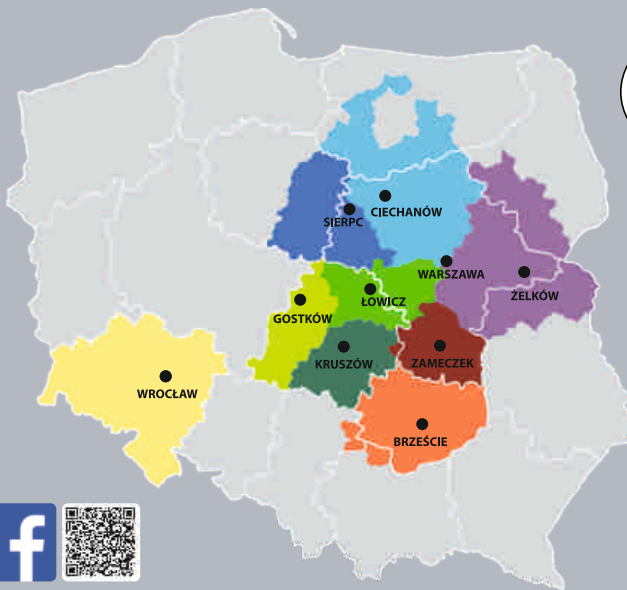 CIECHANÓW
SIERPC
WARSZAWA
ŻELKÓW
ŁOWICZ
GOSTKÓW
KRUSZÓW
ZAMECZEK
WROCŁAW
BRZEŚCIE
f